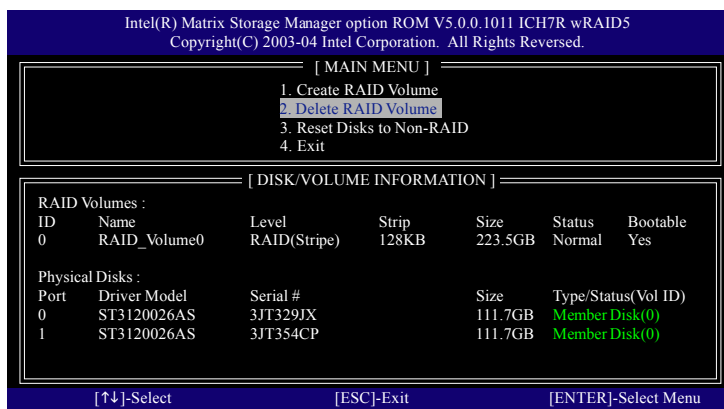 Intel(R) Matrix Storage Manager option ROM V5.0.0.1011 ICH7R wRAID5
Copyright(C) 2003-04 Intel Corporation. All Rights Reversed.
[ MAIN MENU ]
1. Create RAID Volume
2. Delete RAID Volume
3. Reset Disks to Non-RAID
4. Exit
[ DISK/VOLUME INFORMATION ]
RAID Volumes :
ID Name Level Strip Size Status Bootable
0 RAID_Volume0 RAID(Stripe) 128KB 223.5GB Normal Yes
Physical Disks :
Port Driver Model Serial # Size Type/Status(Vol ID)
0 ST3120026AS 3JT329JX 111.7GB Member Disk(0)
1 ST3120026AS 3JT354CP 111.7GB Member Disk(0)
[↑↓]-Select [ESC]-Exit [ENTER]-Select Menu